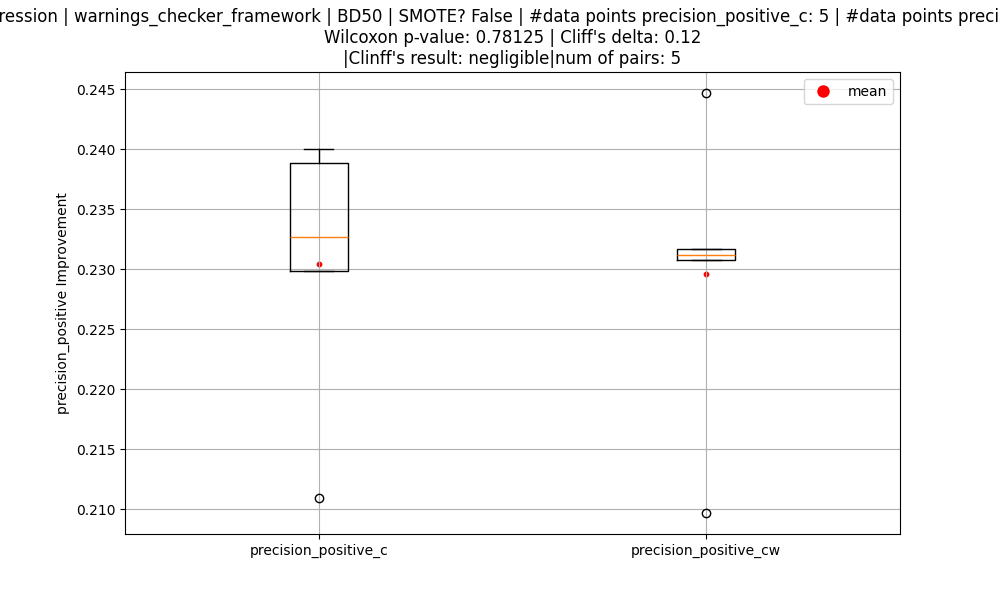 | warnings_checker_framework | BD50 | SMOTE? False | #data points precision_positive_c: 5 | #data points
Wilcoxon p-value: 0.78125 | Cliff's delta: 0.12
|Clinff's result: negligible|num of pairs: 5
mean
0.245
0.240
0.235
0.230
0.225
0.220
0.215
0.210
precision_positive Improvement
precision_positive_c
precision_positive_cw